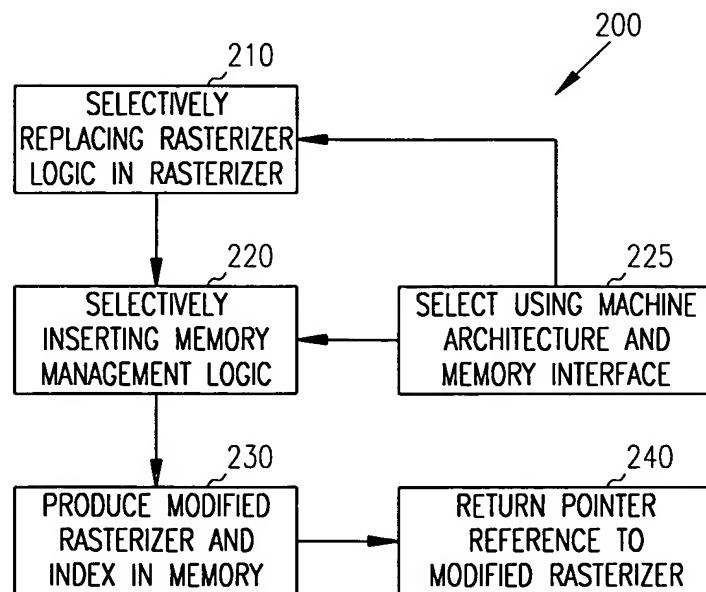 200
210
SELECTIVELY
REPLACING RASTERIZER
LOGIC IN RASTERIZER
220
SELECTIVELY
INSERTING MEMORY
MANAGEMENT LOGIC
225
SELECT USING MACHINE
ARCHITECTURE AND
MEMORY INTERFACE
230
PRODUCE MODIFIED
RASTERIZER AND
INDEX IN MEMORY
240
RETURN POINTER
REFERENCE TO
MODIFIED RASTERIZER